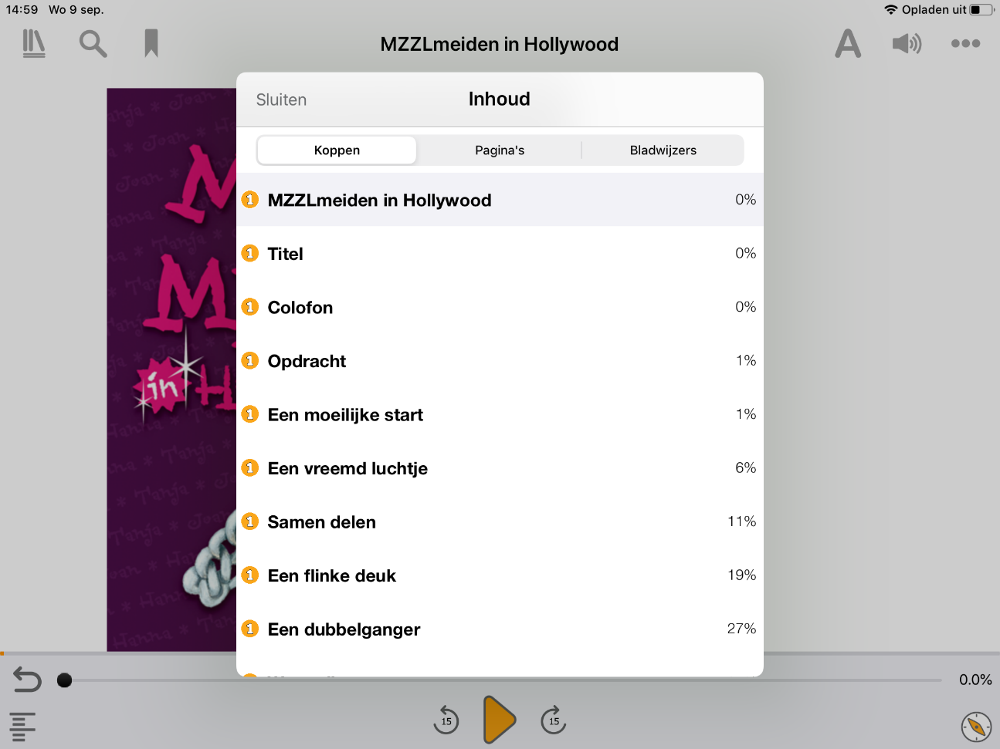 14:59 Wo 9 sep.
Opladen uit
MZZLmeiden in Hollywood
A
Sluiten
Inhoud
Koppen
Pagina's
Bladwijzers
1 MZZLmeiden in Hollywood 0%
1 Titel 0%
1 Colofon 0%
1 Opdracht 1%
1 Een moeilijke start 1%
1 Een vreemd luchtje 6%
1 Samen delen 11%
1 Een flinke deuk 19%
1 Een dubbelganger 27%
in
0.0%
15
15